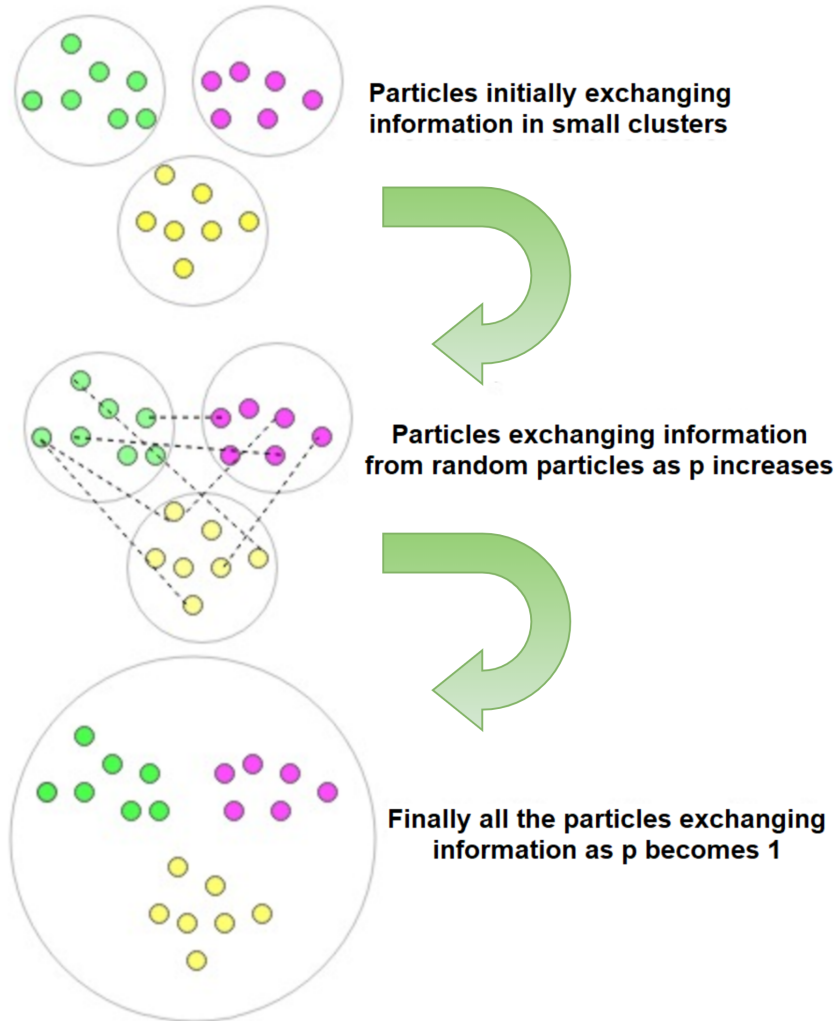 Particles initially exchanging
information in small clusters
Particles exchanging information
from random particles as p increases
Finally all the particles exchanging
information as p becomes 1